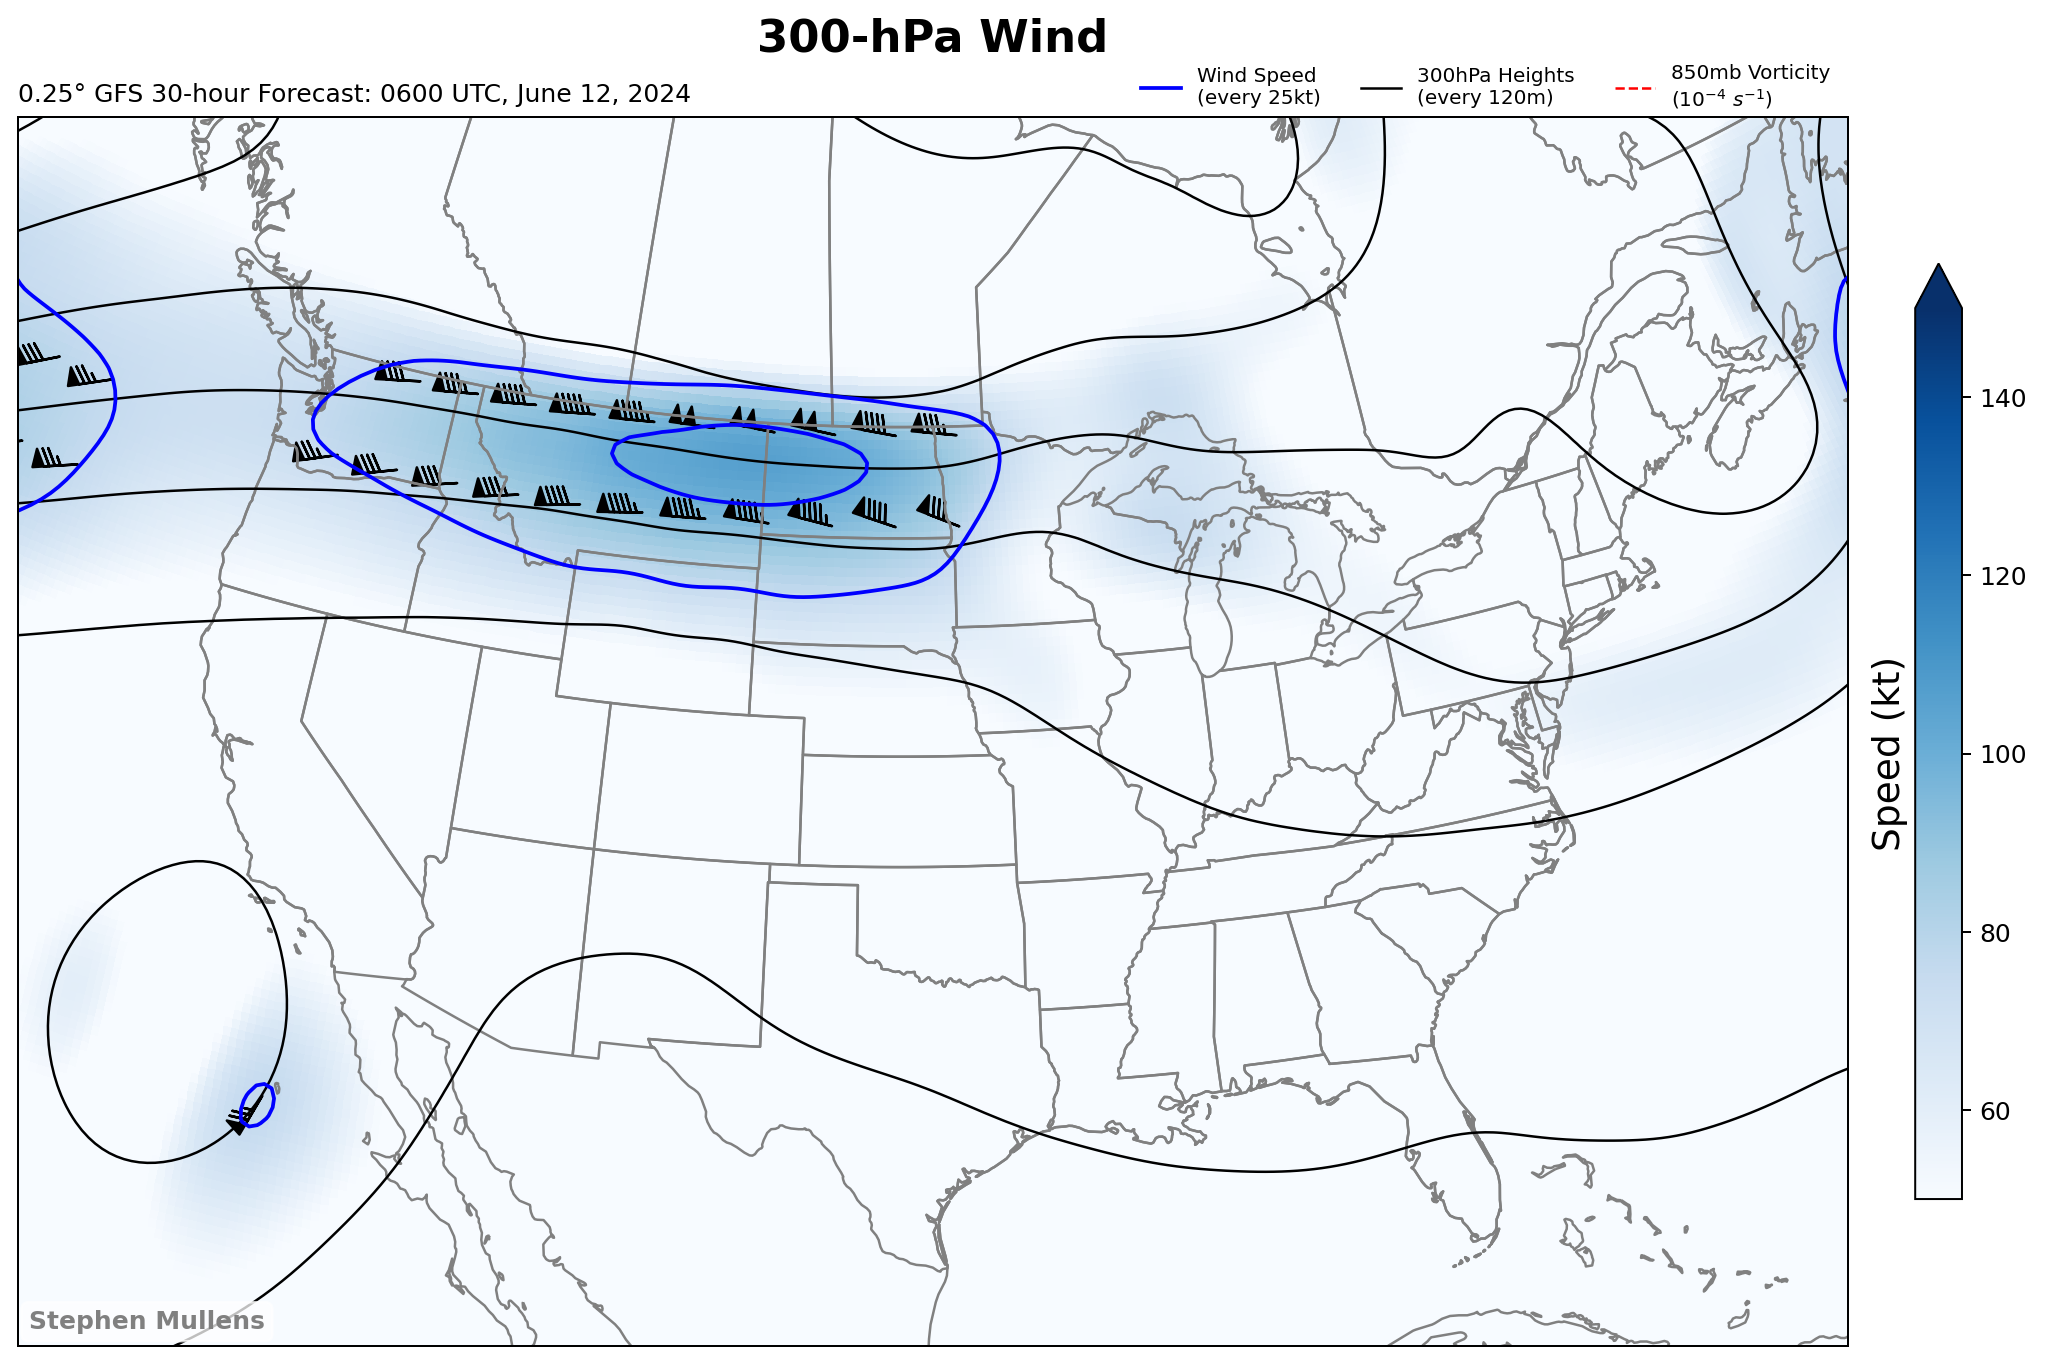 300-hPa Wind
0.25° GFS 30-hour Forecast: 0600 UTC, June 12, 2024
Wind Speed
(every 25kt)
300hPa Heights
(every 120m)
850mb Vorticity
(10⁻⁴ s⁻¹)
140
120
100
80
60
Speed (kt)
Stephen Mullens